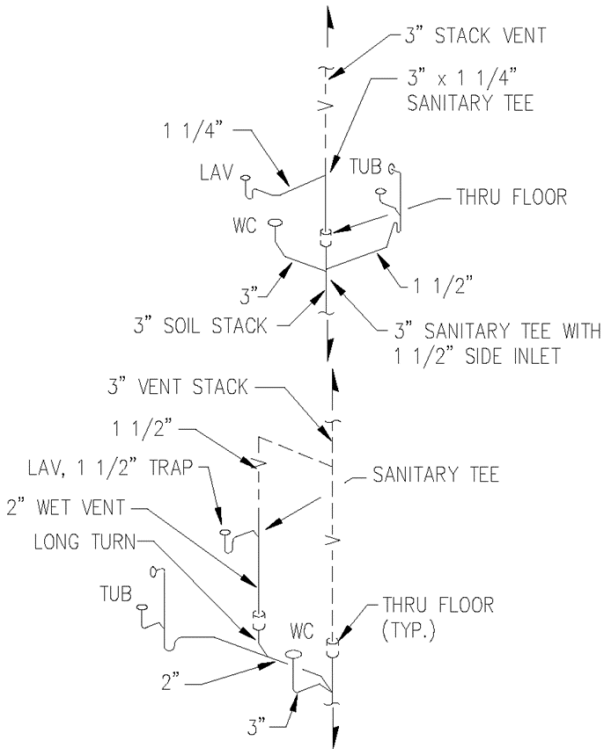 3” STACK VENT
3” x 1 1/4”
SANITARY TEE
1 1/4”
LAV
TUB
THRU FLOOR
WC
3”
1 1/2”
3” SOIL STACK
3” SANITARY TEE WITH
1 1/2” SIDE INLET
3” VENT STACK
1 1/2”
LAV, 1 1/2” TRAP
SANITARY TEE
2” WET VENT
LONG TURN
TUB
THRU FLOOR
(TYP.)
WC
2”
3”